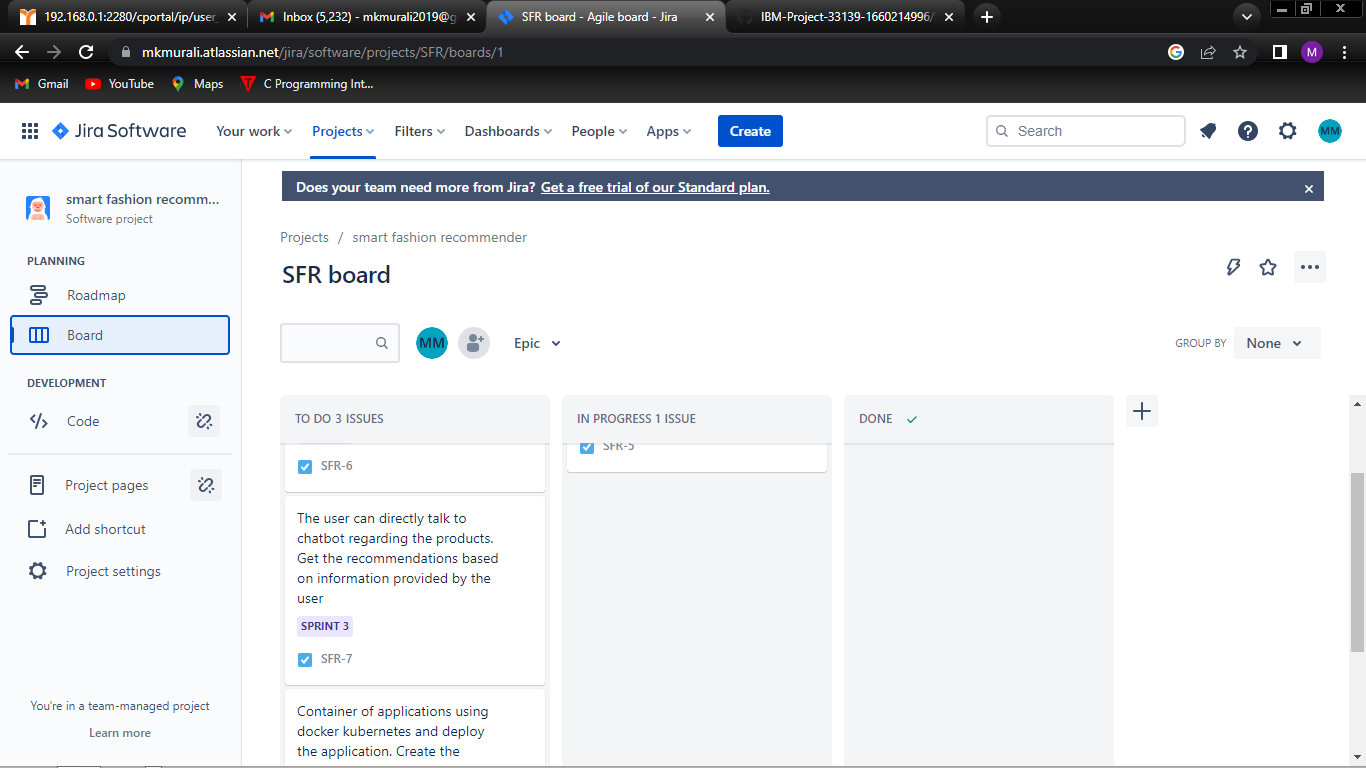 192.168.0.1:2280/cportal/ip/user_
Inbox (5,232) - mkmurali2019@g
SFR board - Agile board - Jira
IBM-Project-33139-1660214996/
mkmurali.atlassian.net/jira/software/projects/SFR/boards/1
M
Gmail
YouTube
Maps
C Programming Int...
Jira Software
Your work
Projects
Filters
Dashboards
People
Apps
Create
Search
MM
smart fashion recomm...
Software project
PLANNING
Roadmap
Board
DEVELOPMENT
Code
Project pages
Add shortcut
Project settings
You're in a team-managed project
Learn more
Does your team need more from Jira? Get a free trial of our Standard plan.
Projects / smart fashion recommender
SFR board
MM
Epic
GROUP BY
None
TO DO 3 ISSUES
SFR-6
The user can directly talk to
chatbot regarding the products.
Get the recommendations based
on information provided by the
user
SPRINT 3
SFR-7
Container of applications using
docker kubernetes and deploy
the application. Create the
IN PROGRESS 1 ISSUE
SFR-5
DONE